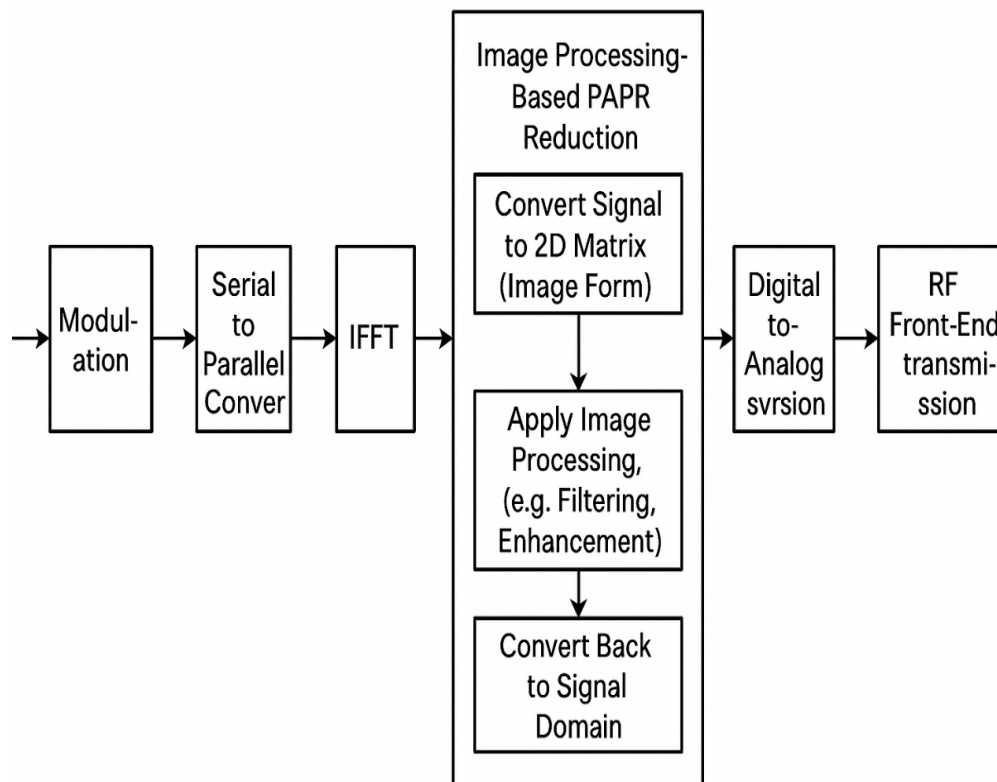 Modul-
ation
Serial
to
Parallel
Conver
IFFT
Image Processing-
Based PAPR
Reduction
Convert Signal
to 2D Matrix
(Image Form)
Apply Image
Processing,
(e.g. Filtering,
Enhancement)
Convert Back
to Signal
Domain
Digital
to-
Analog
svrsion
RF
Front-End
transmi-
ssion